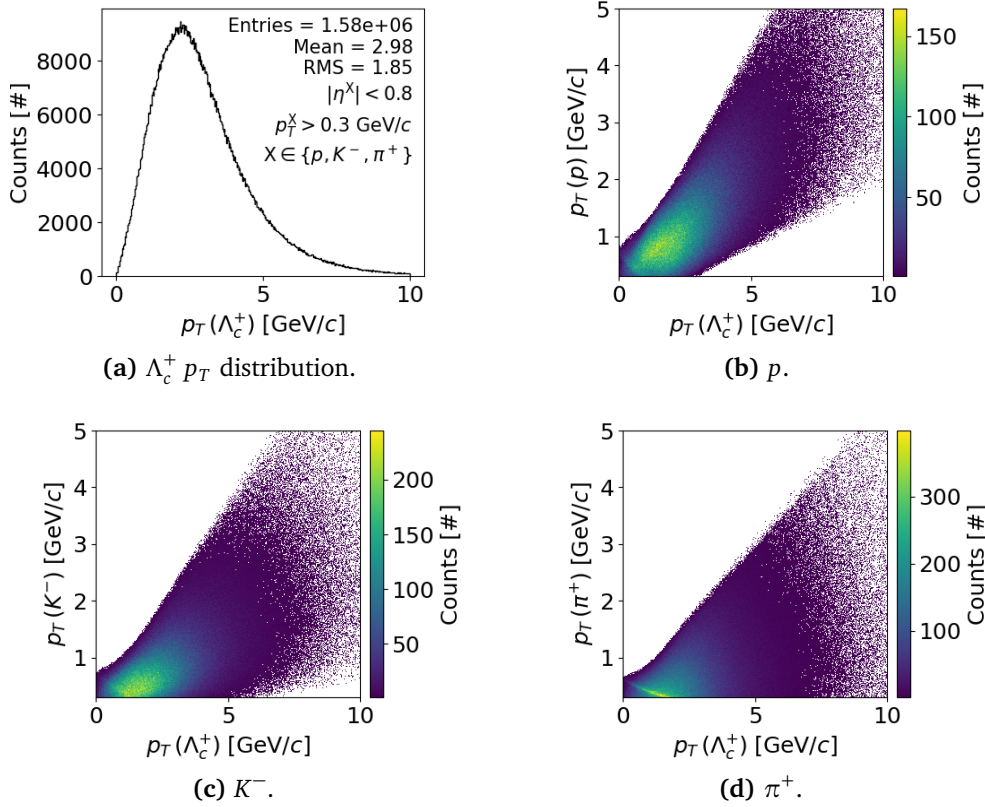 Entries = 1.58e+06
Mean = 2.98
RMS = 1.85
|η^X| < 0.8
p_T^X > 0.3 GeV/c
X ∈ {p, K^−, π^+}
8000
6000
4000
2000
0
Counts [#]
0 5 10
p_T (Λ_c^+) [GeV/c]
(a) Λ_c^+ p_T distribution.
5
4
3
2
1
p_T (p) [GeV/c]
0 5 10
p_T (Λ_c^+) [GeV/c]
150
100
50
Counts [#]
(b) p.
5
4
3
2
1
p_T (K^−) [GeV/c]
0 5 10
p_T (Λ_c^+) [GeV/c]
200
150
100
50
Counts [#]
(c) K^−.
5
4
3
2
1
p_T (π^+) [GeV/c]
0 5 10
p_T (Λ_c^+) [GeV/c]
300
200
100
Counts [#]
(d) π^+.